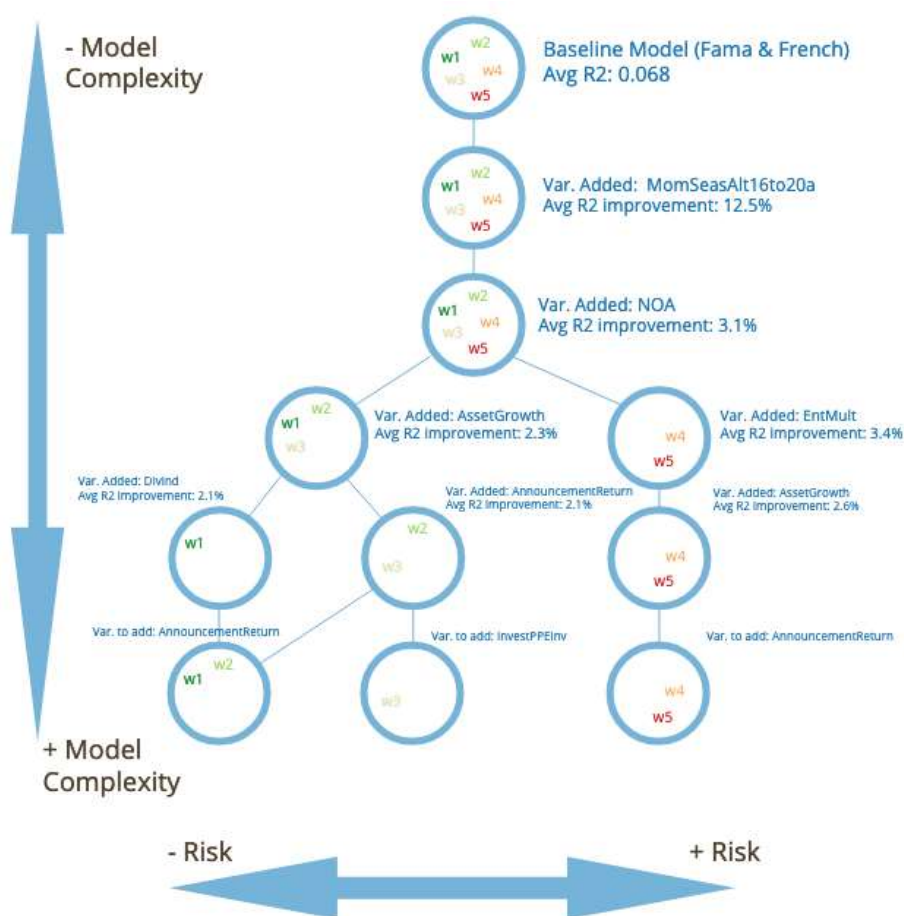 - Model
Complexity
w2
w1
w4
w3
w5
Baseline Model (Fama & French)
Avg R2: 0.068
w2
w1
w4
w3
w5
Var. Added: MomSeasAlt16to20a
Avg R2 improvement: 12.5%
w2
w1
w4
w3
w5
Var. Added: NOA
Avg R2 improvement: 3.1%
w2
w1
w3
Var. Added: AssetGrowth
Avg R2 improvement: 2.3%
w4
w5
Var. Added: EntMult
Avg R2 improvement: 3.4%
Var. Added: DivInd
Avg R2 improvement: 2.1%
w1
Var. Added: AnnouncementReturn
Avg R2 improvement: 2.1%
w2
w3
Var. Added: AssetGrowth
Avg R2 improvement: 2.6%
w4
w5
Var. to add: AnnouncementReturn
w2
w1
Var. to add: InvestPPEInv
w3
Var. to add: AnnouncementReturn
w4
w5
+ Model
Complexity
- Risk
+ Risk